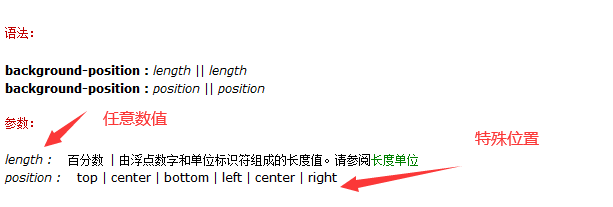 语法：
background-position : length || length
background-position : position || position
参数：
任意数值
特殊位置
length :  百分数 | 由浮点数字和单位标识符组成的长度值。请参阅长度单位
position :  top | center | bottom | left | center | right